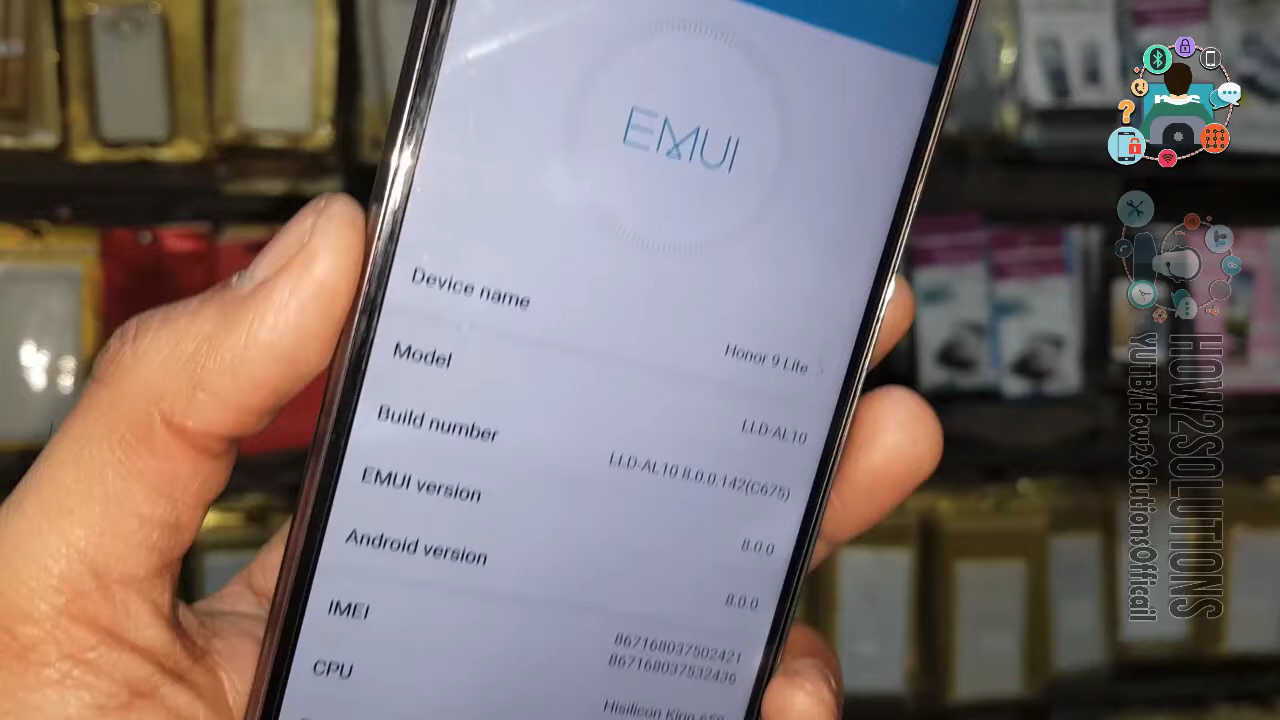 EMUI
Device name
Honor 9 Lite
Model
LLD-AL10
Build number
LLD-AL10 8.0.0.142(C675)
EMUI version
8.0.0
Android version
8.0.0
IMEI
867168037502421
867168037532436
CPU
Hisilicon Kirin 659
HOW2SOLUTIONS
YUTB/How2SolutionsOfficail